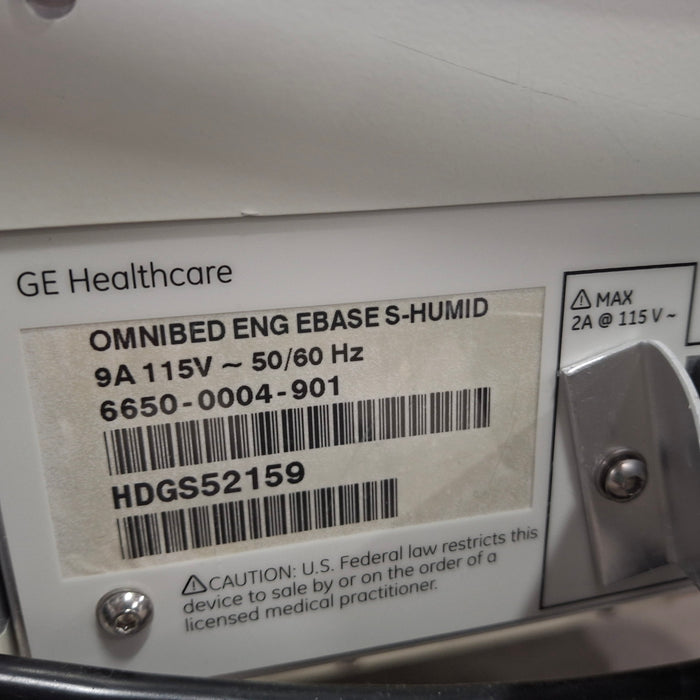 GE Healthcare
OMNIBED ENG EBASE S-HUMID
9A 115V ~ 50/60 Hz
6650-0004-901
HDGS52159
⚠CAUTION: U.S. Federal law restricts this
device to sale by or on the order of a
licensed medical practitioner.
⚠ MAX
2A @ 115 V ~